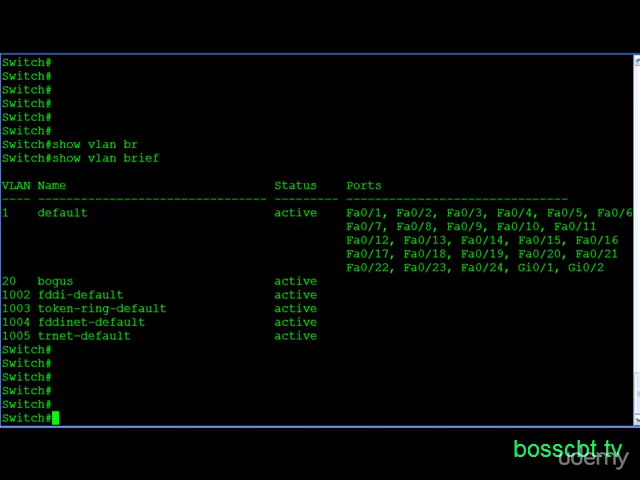 Switch#
Switch#
Switch#
Switch#
Switch#
Switch#
Switch#show vlan br
Switch#show vlan brief
VLAN Name Status Ports
---- -------------------------------- --------- -------------------------------
1 default active Fa0/1, Fa0/2, Fa0/3, Fa0/4, Fa0/5, Fa0/6
Fa0/7, Fa0/8, Fa0/9, Fa0/10, Fa0/11
Fa0/12, Fa0/13, Fa0/14, Fa0/15, Fa0/16
Fa0/17, Fa0/18, Fa0/19, Fa0/20, Fa0/21
Fa0/22, Fa0/23, Fa0/24, Gi0/1, Gi0/2
20 bogus active
1002 fddi-default active
1003 token-ring-default active
1004 fddinet-default active
1005 trnet-default active
Switch#
Switch#
Switch#
Switch#
Switch#
Switch#
bosscbt.tv
udemy